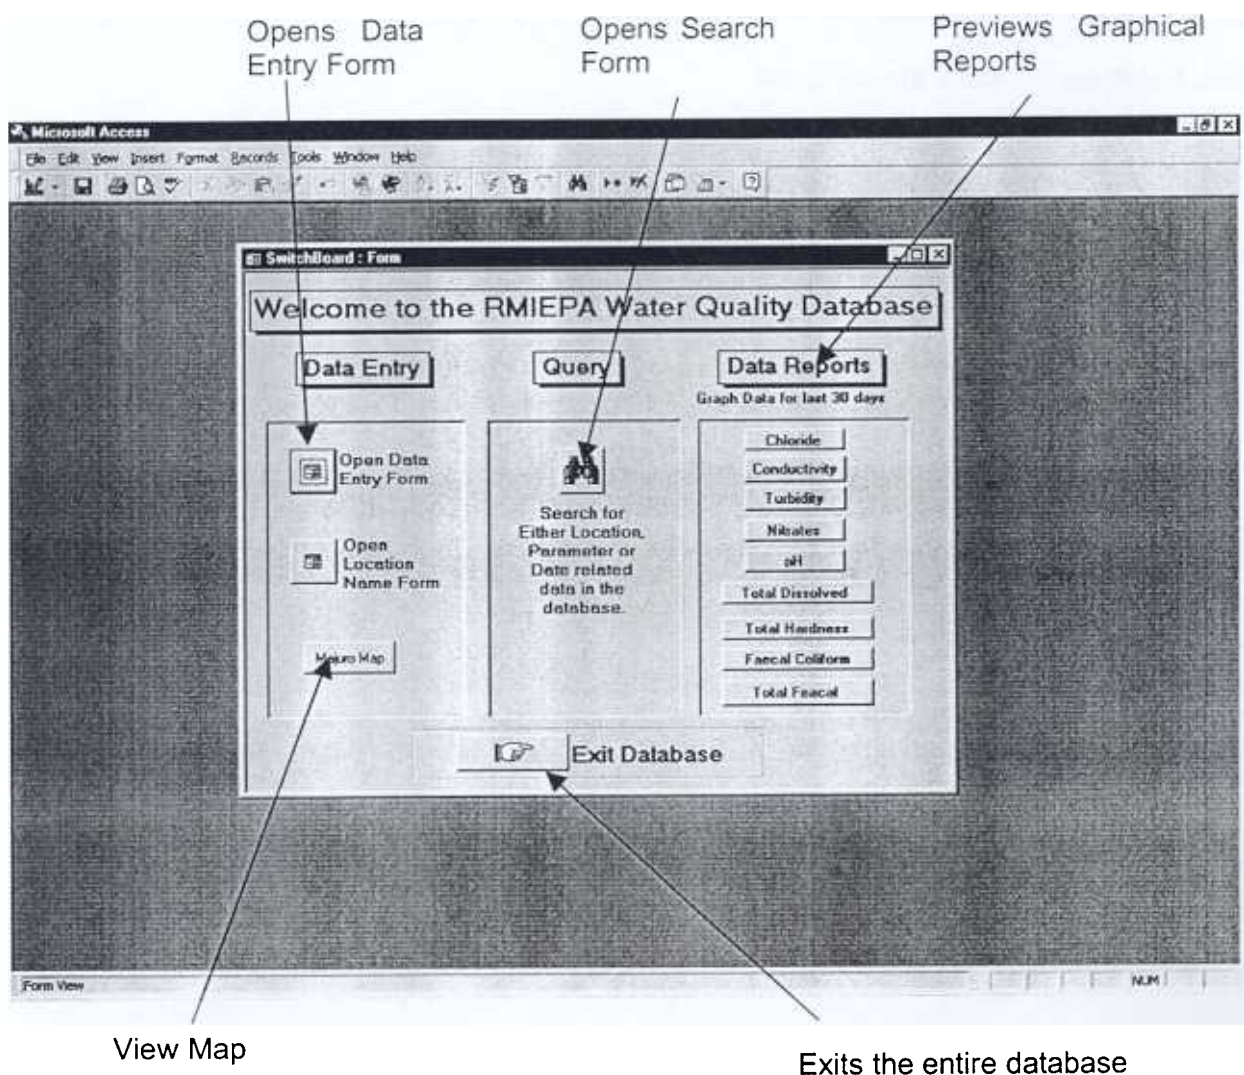 Opens Data
Entry Form
Opens Search
Form
Previews Graphical
Reports
Microsoft Access
File Edit View Insert Format Records Tools Window Help
SwitchBoard : Form
Welcome to the RMIEPA Water Quality Database
Data Entry
Query
Data Reports
Graph Data for last 30 days
Open Data
Entry Form
Open
Location
Name Form
Majuro Map
Search for
Either Location,
Parameter or
Date related
data in the
database.
Chloride
Conductivity
Turbidity
Nitrates
pH
Total Dissolved
Total Hardness
Faecal Coliform
Total Feacal
Exit Database
Form View
NUM
View Map
Exits the entire database